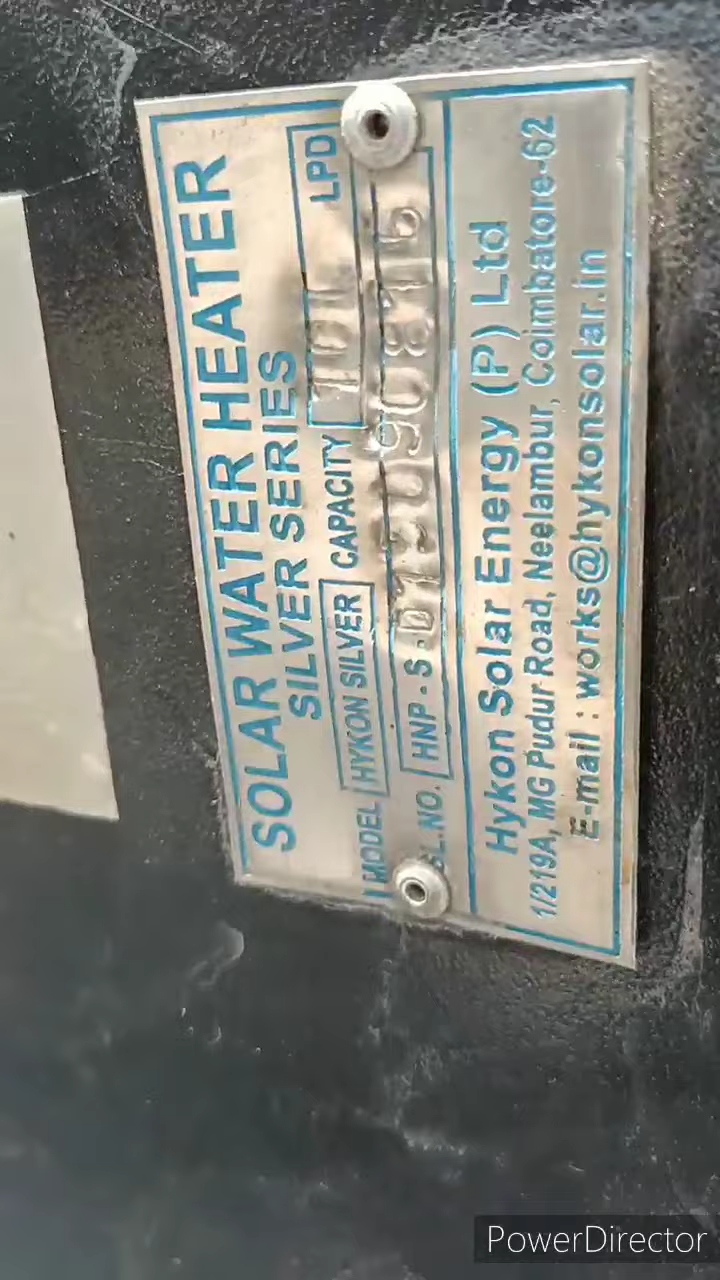 SOLAR WATER HEATER
SILVER SERIES
MODEL HYKON SILVER CAPACITY LPD
SL.NO. HNP - S -
Hykon Solar Energy (P) Ltd
1/219A, MG Pudur Road, Neelambur, Coimbatore-62
E-mail : works@hykonsolar.in
PowerDirector